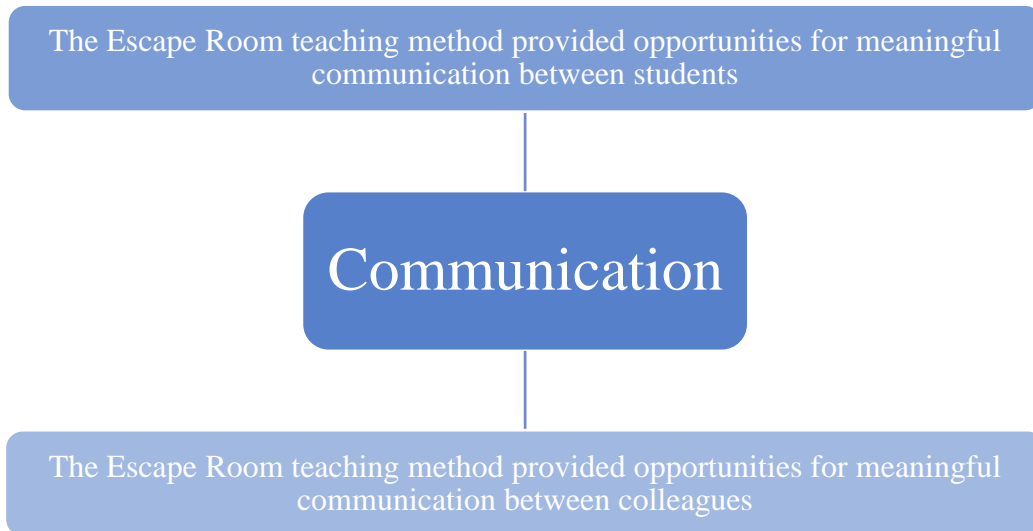 The Escape Room teaching method provided opportunities for meaningful
communication between students
Communication
The Escape Room teaching method provided opportunities for meaningful
communication between colleagues